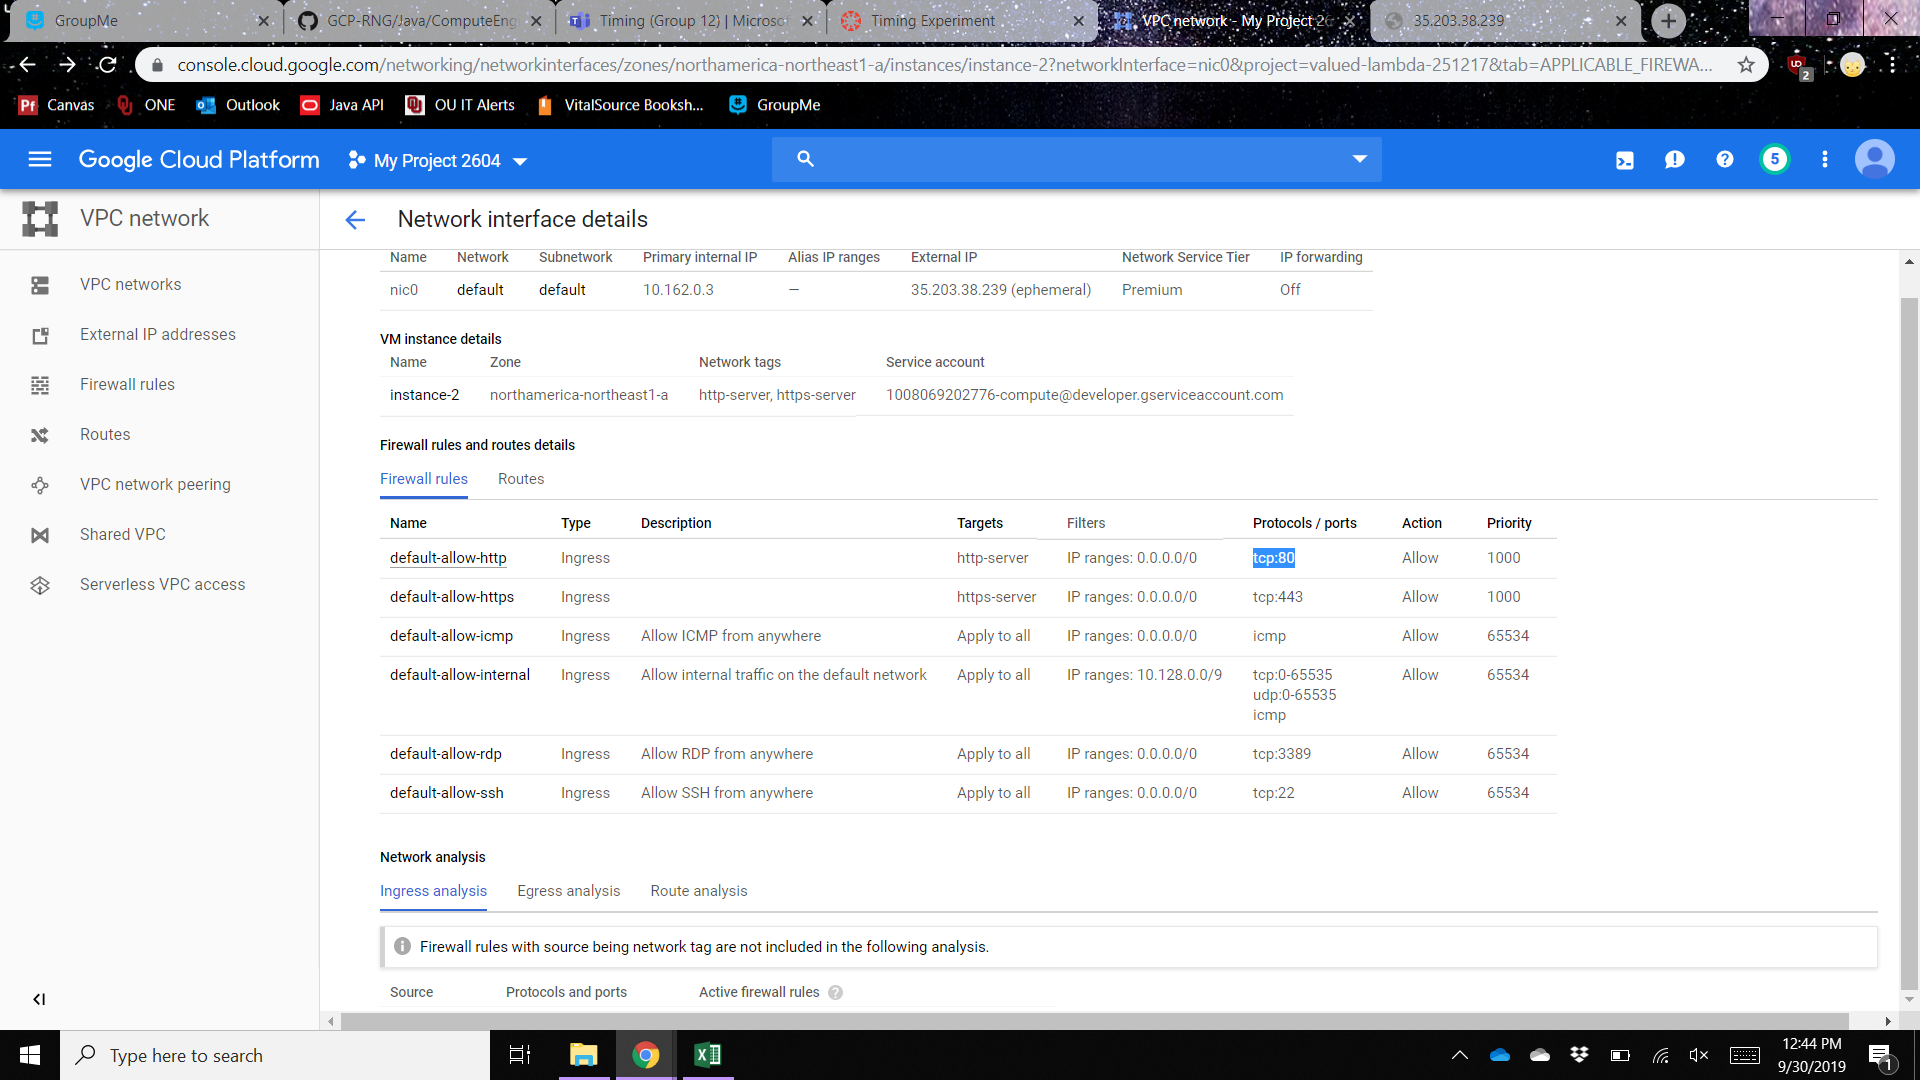 GroupMe
GCP-RNG/Java/ComputeEng
Timing (Group 12) | Microsof
Timing Experiment
VPC network - My Project 26
35.203.38.239
console.cloud.google.com/networking/networkinterfaces/zones/northamerica-northeast1-a/instances/instance-2?networkInterface=nic0&project=valued-lambda-251217&tab=APPLICABLE_FIREWA...
2
Canvas
ONE
Outlook
Java API
OU IT Alerts
VitalSource Booksh...
GroupMe
Google Cloud Platform
My Project 2604
5
VPC network
Network interface details
VPC networks
External IP addresses
Firewall rules
Routes
VPC network peering
Shared VPC
Serverless VPC access
Name Network Subnetwork Primary internal IP Alias IP ranges External IP Network Service Tier IP forwarding
nic0 default default 10.162.0.3 — 35.203.38.239 (ephemeral) Premium Off
VM instance details
Name Zone Network tags Service account
instance-2 northamerica-northeast1-a http-server, https-server 1008069202776-compute@developer.gserviceaccount.com
Firewall rules and routes details
Firewall rules Routes
Name Type Description Targets Filters Protocols / ports Action Priority
default-allow-http Ingress http-server IP ranges: 0.0.0.0/0 tcp:80 Allow 1000
default-allow-https Ingress https-server IP ranges: 0.0.0.0/0 tcp:443 Allow 1000
default-allow-icmp Ingress Allow ICMP from anywhere Apply to all IP ranges: 0.0.0.0/0 icmp Allow 65534
default-allow-internal Ingress Allow internal traffic on the default network Apply to all IP ranges: 10.128.0.0/9 tcp:0-65535 Allow 65534
udp:0-65535
icmp
default-allow-rdp Ingress Allow RDP from anywhere Apply to all IP ranges: 0.0.0.0/0 tcp:3389 Allow 65534
default-allow-ssh Ingress Allow SSH from anywhere Apply to all IP ranges: 0.0.0.0/0 tcp:22 Allow 65534
Network analysis
Ingress analysis Egress analysis Route analysis
Firewall rules with source being network tag are not included in the following analysis.
Source Protocols and ports Active firewall rules
Type here to search
12:44 PM
9/30/2019
1